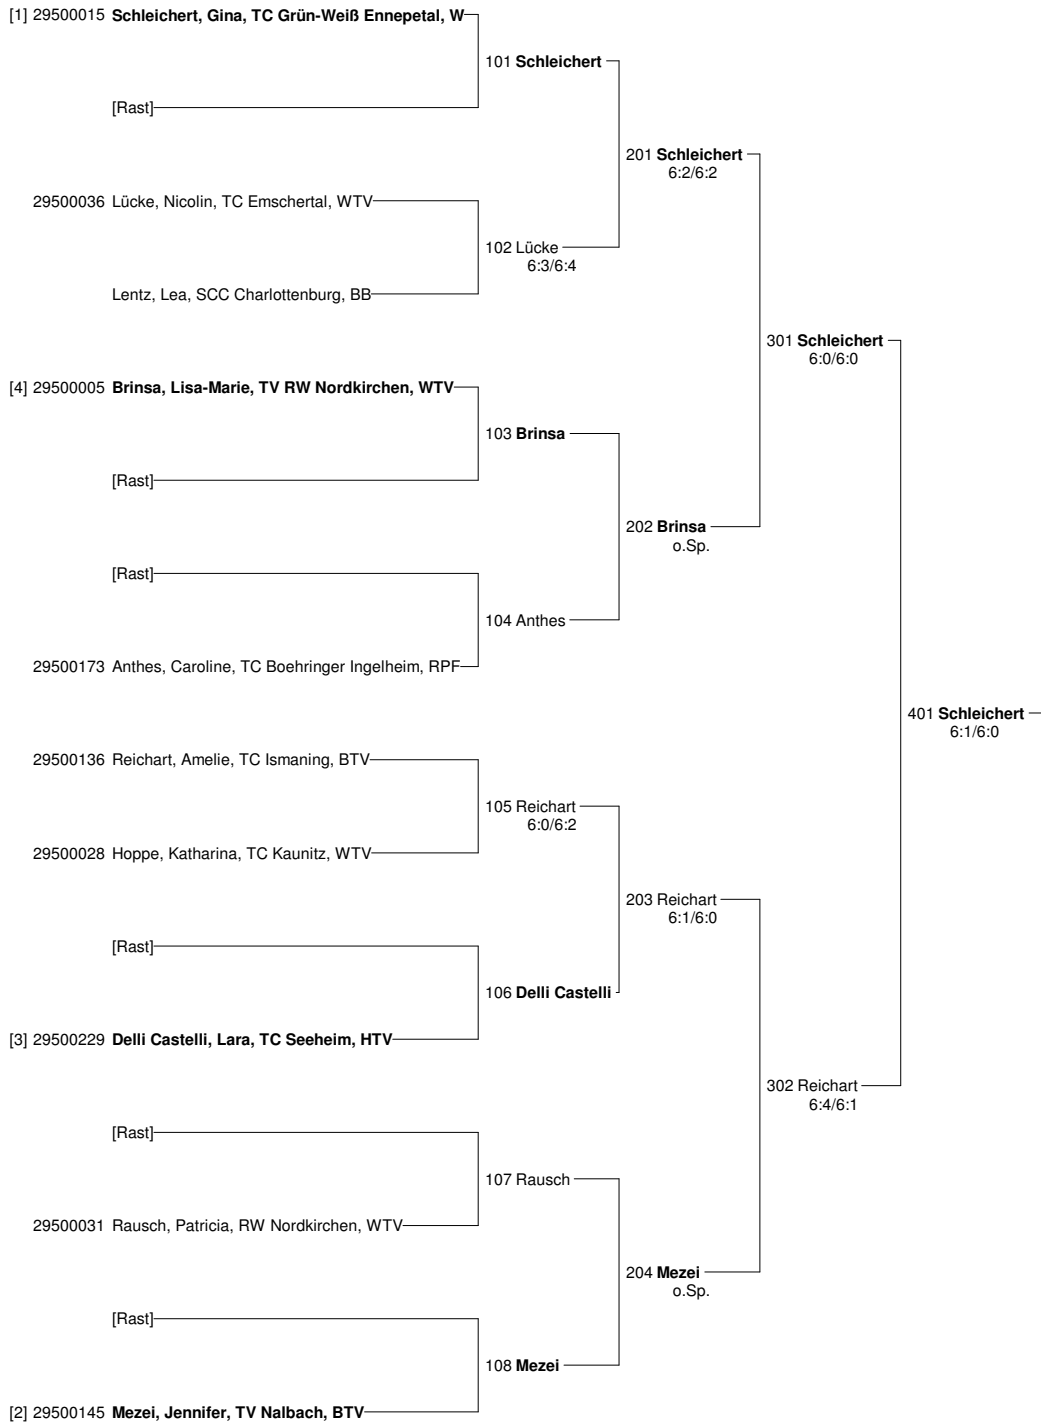 [1] 29500015 Schleichert, Gina, TC Grün-Weiß Ennepetal, W
101 Schleichert
[Rast]
201 Schleichert
6:2/6:2
29500036 Lücke, Nicolin, TC Emschertal, WTV
102 Lücke
6:3/6:4
Lentz, Lea, SCC Charlottenburg, BB
301 Schleichert
6:0/6:0
[4] 29500005 Brinsa, Lisa-Marie, TV RW Nordkirchen, WTV
103 Brinsa
[Rast]
202 Brinsa
o.Sp.
[Rast]
104 Anthes
29500173 Anthes, Caroline, TC Boehringer Ingelheim, RPF
401 Schleichert
6:1/6:0
29500136 Reichart, Amelie, TC Ismaning, BTV
105 Reichart
6:0/6:2
29500028 Hoppe, Katharina, TC Kaunitz, WTV
203 Reichart
6:1/6:0
[Rast]
106 Delli Castelli
[3] 29500229 Delli Castelli, Lara, TC Seeheim, HTV
302 Reichart
6:4/6:1
[Rast]
107 Rausch
29500031 Rausch, Patricia, RW Nordkirchen, WTV
204 Mezei
o.Sp.
[Rast]
108 Mezei
[2] 29500145 Mezei, Jennifer, TV Nalbach, BTV